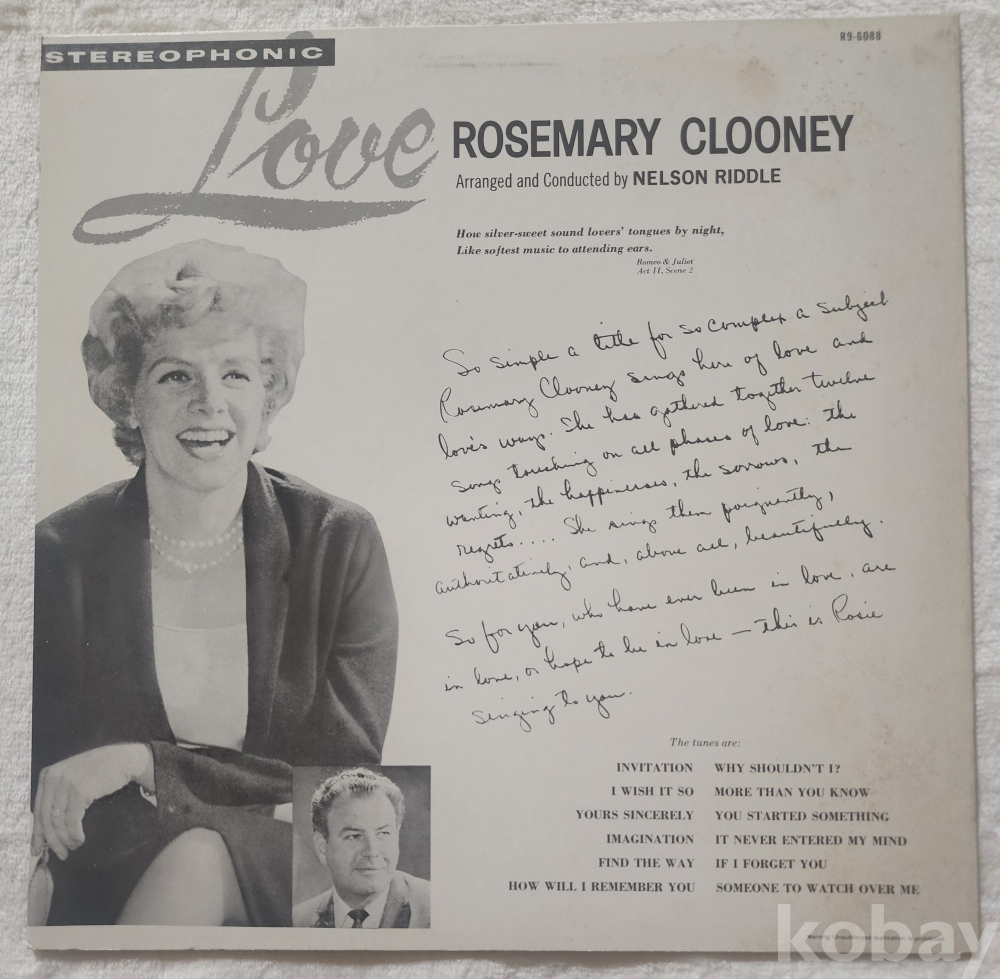 R9-6088
STEREOPHONIC
Love
ROSEMARY CLOONEY
Arranged and Conducted by NELSON RIDDLE
How silver-sweet sound lovers' tongues by night,
Like softest music to attending ears.
Romeo & Juliet
Act II, Scene 2
So simple a title for so complex a subject
Rosemary Clooney sings here of love and
love's ways. She has gathered together twelve
songs touching on all phases of love: the
wanting, the happinesses, the sorrows, the
regrets.... She sings them poignantly,
authoritatively, and, above all, beautifully.
So for you, who have ever been in love, are
in love, or hope to be in love — this is Rosie
singing to you.
The tunes are:
INVITATION WHY SHOULDN'T I?
I WISH IT SO MORE THAN YOU KNOW
YOURS SINCERELY YOU STARTED SOMETHING
IMAGINATION IT NEVER ENTERED MY MIND
FIND THE WAY IF I FORGET YOU
HOW WILL I REMEMBER YOU SOMEONE TO WATCH OVER ME
kobay